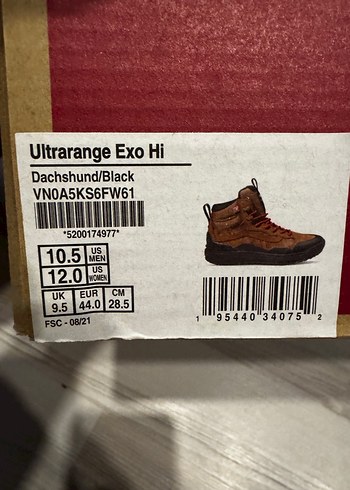 Ultrarange Exo Hi
Dachshund/Black
VN0A5KS6FW61
*5200174977*
10.5 US MEN
12.0 US WOMEN
UK EUR CM
9.5 44.0 28.5
FSC - 08/21
1 95440 34075 2